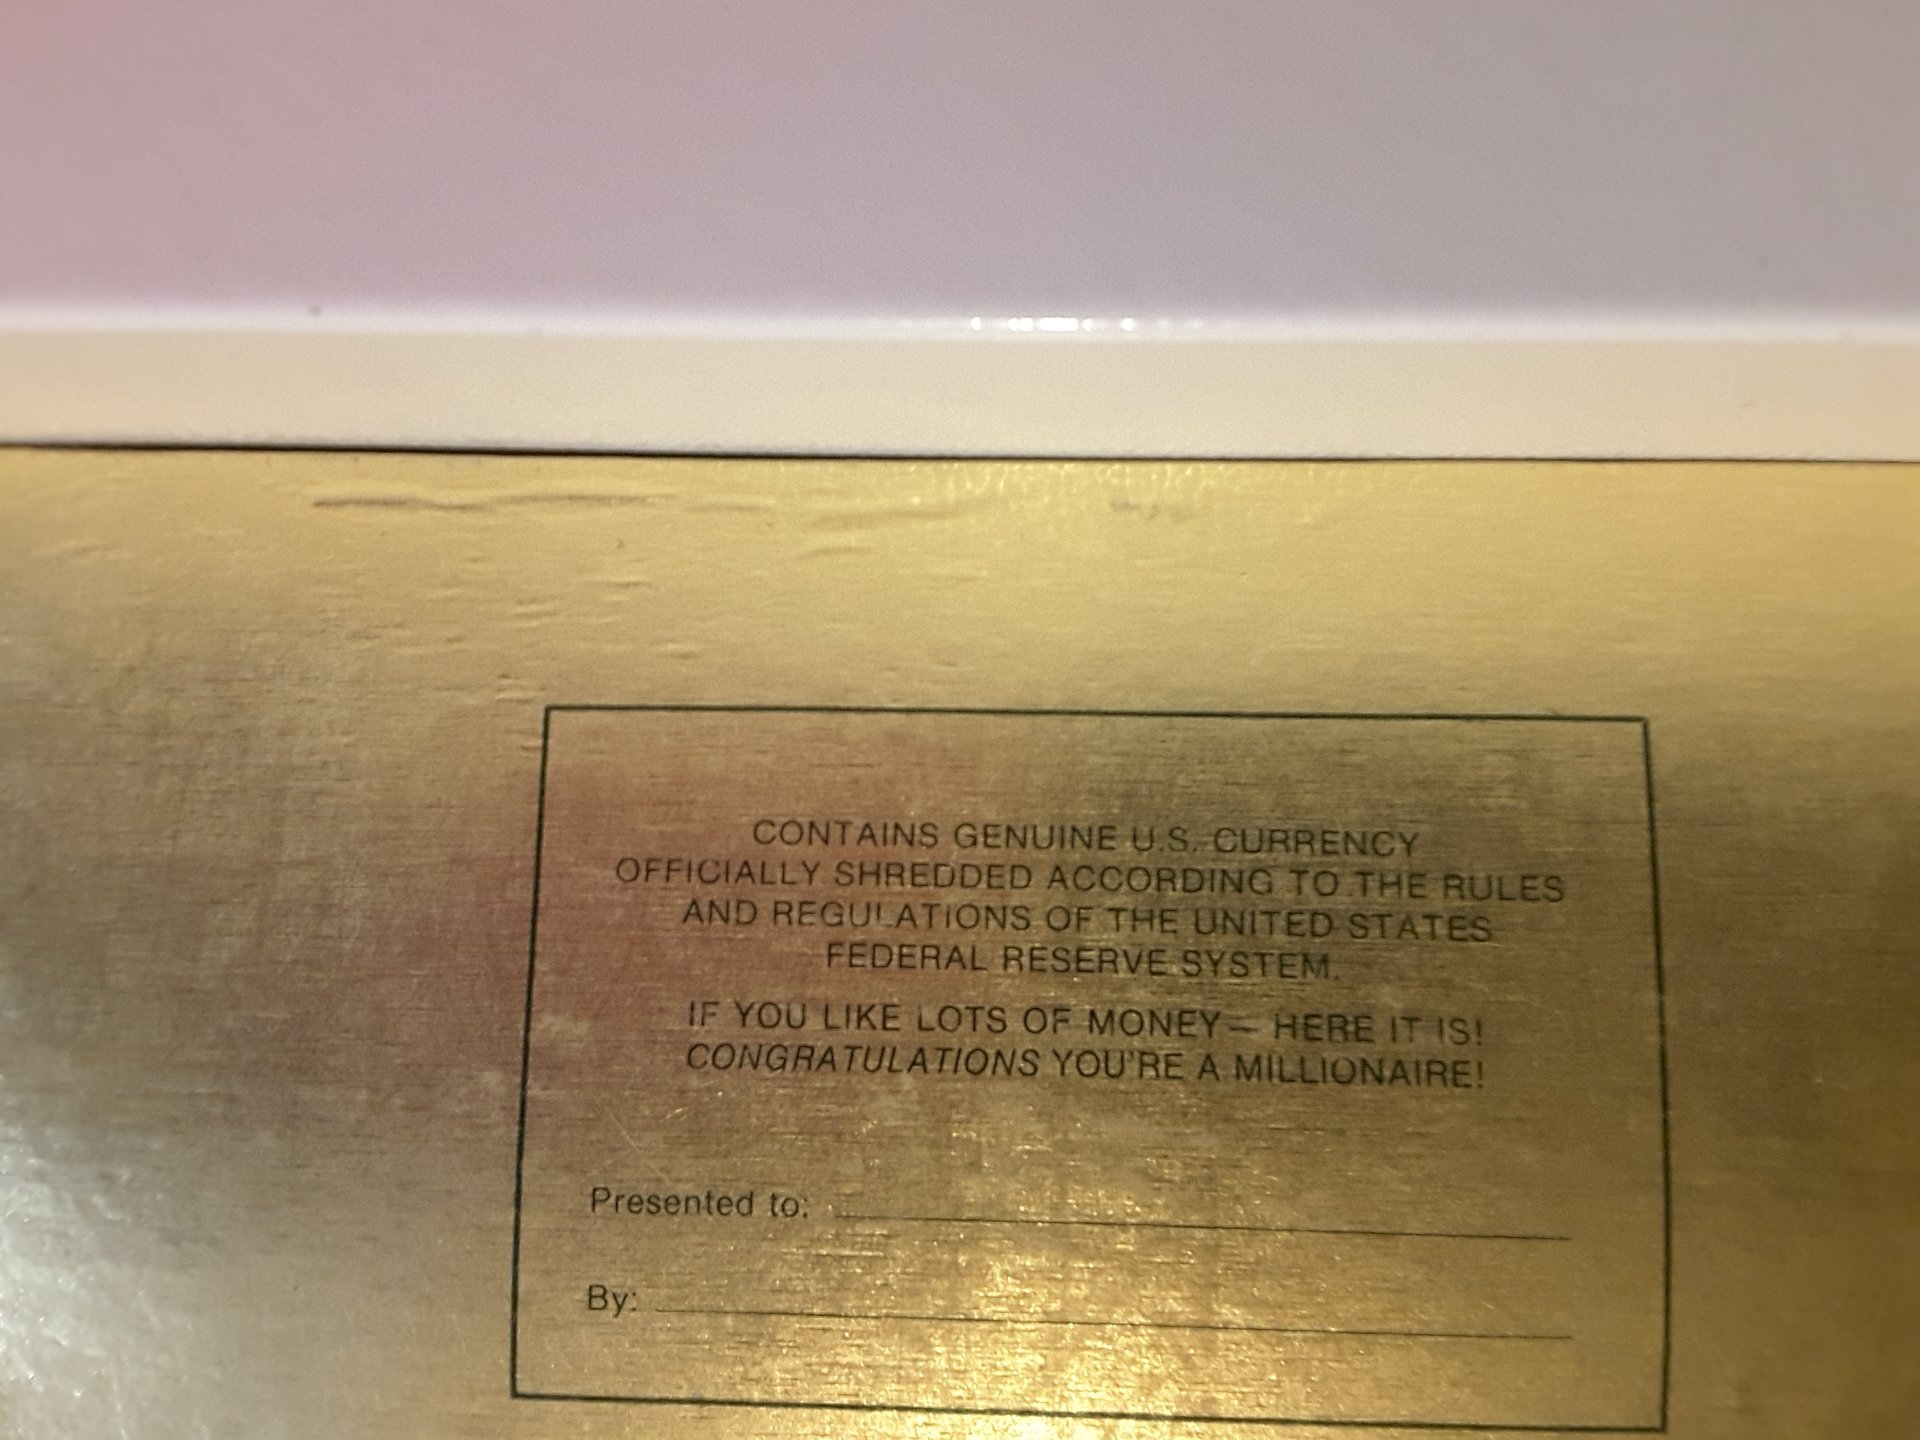 CONTAINS GENUINE U.S. CURRENCY
OFFICIALLY SHREDDED ACCORDING TO THE RULES
AND REGULATIONS OF THE UNITED STATES
FEDERAL RESERVE SYSTEM.
IF YOU LIKE LOTS OF MONEY— HERE IT IS!
CONGRATULATIONS YOU'RE A MILLIONAIRE!
Presented to:
By: